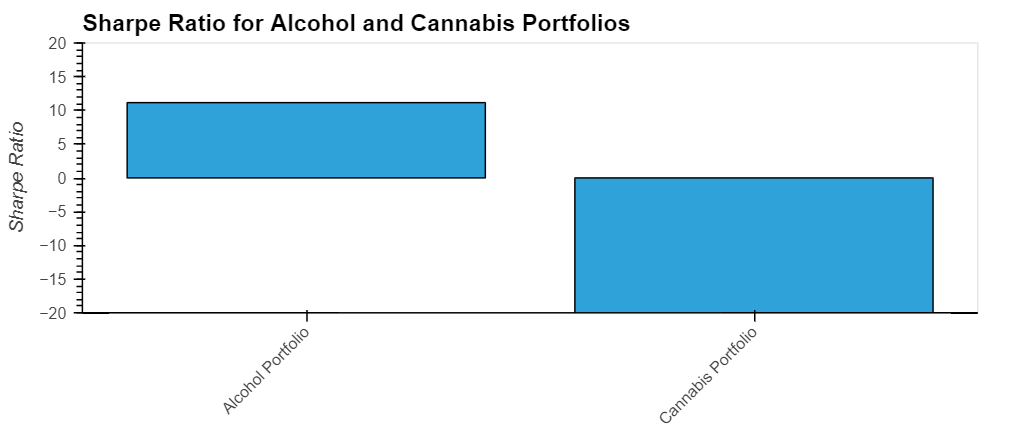 Sharpe Ratio for Alcohol and Cannabis Portfolios
20
15
10
5
0
−5
−10
−15
−20
Sharpe Ratio
Alcohol Portfolio
Cannabis Portfolio